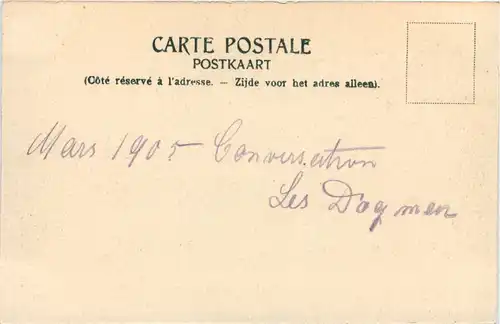 CARTE POSTALE
POSTKAART
(Côté réservé à l'adresse. — Zijde voor het adres alleen).
Mars 1905 Conversation
Les Dogmen